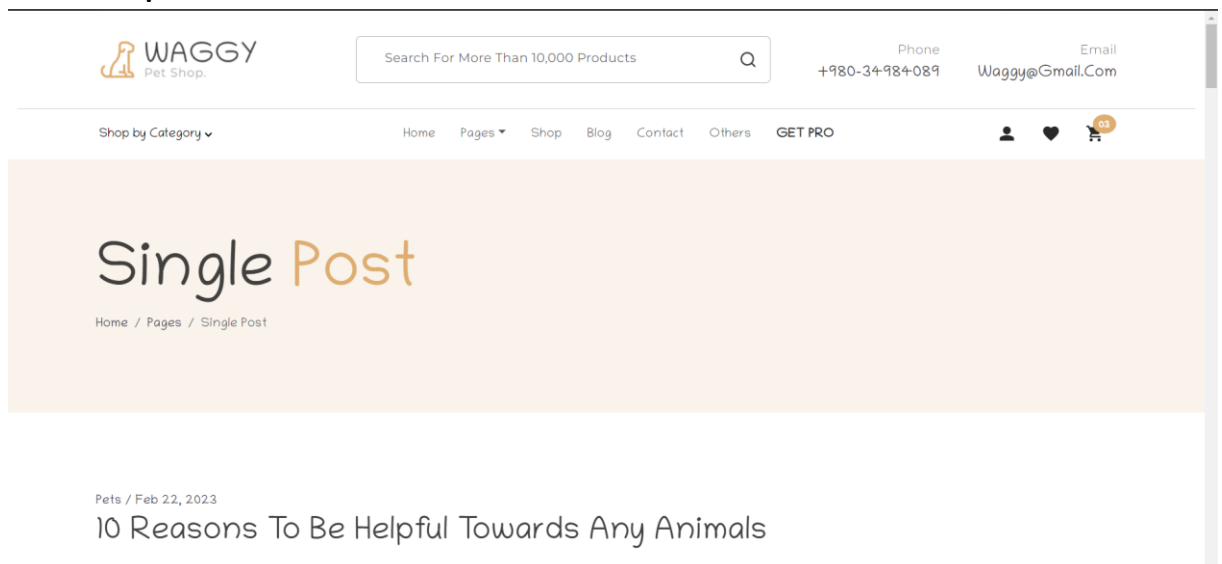 WAGGY
Pet Shop.
Search For More Than 10,000 Products
Phone
+980-34984089
Email
Waggy@Gmail.Com
Shop by Category
Home Pages Shop Blog Contact Others GET PRO
03
Single Post
Home / Pages / SIngle Post
Pets / Feb 22, 2023
10 Reasons To Be Helpful Towards Any Animals